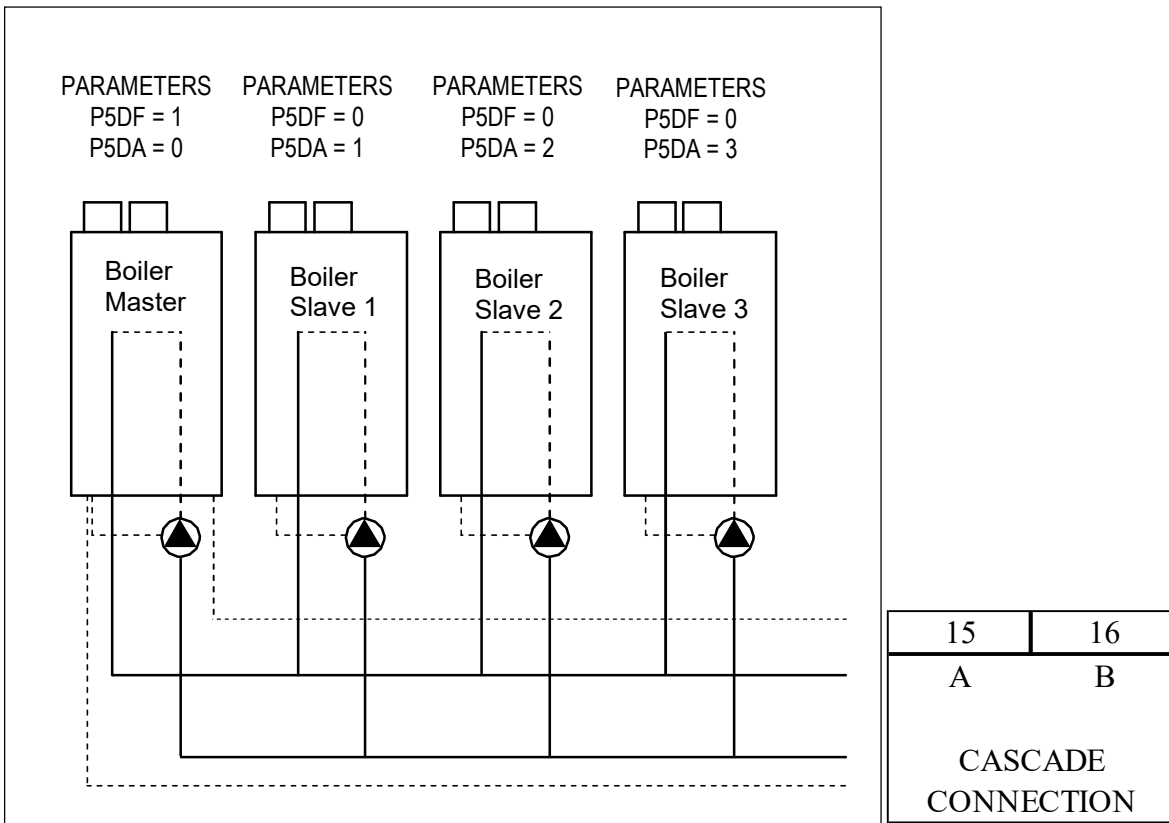 PARAMETERS
P5DF = 1
P5DA = 0
PARAMETERS
P5DF = 0
P5DA = 1
PARAMETERS
P5DF = 0
P5DA = 2
PARAMETERS
P5DF = 0
P5DA = 3
Boiler
Master
Boiler
Slave 1
Boiler
Slave 2
Boiler
Slave 3
15 16
A B
CASCADE
CONNECTION